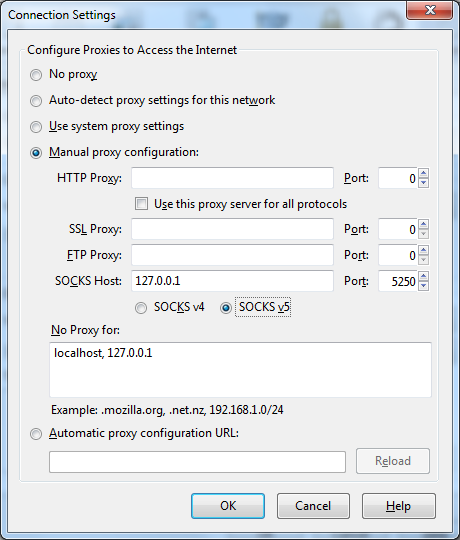 Connection Settings
Configure Proxies to Access the Internet
No proxy
Auto-detect proxy settings for this network
Use system proxy settings
Manual proxy configuration:
HTTP Proxy: Port: 0
Use this proxy server for all protocols
SSL Proxy: Port: 0
FTP Proxy: Port: 0
SOCKS Host: 127.0.0.1 Port: 5250
SOCKS v4 SOCKS v5
No Proxy for:
localhost, 127.0.0.1
Example: .mozilla.org, .net.nz, 192.168.1.0/24
Automatic proxy configuration URL:
Reload
OK Cancel Help